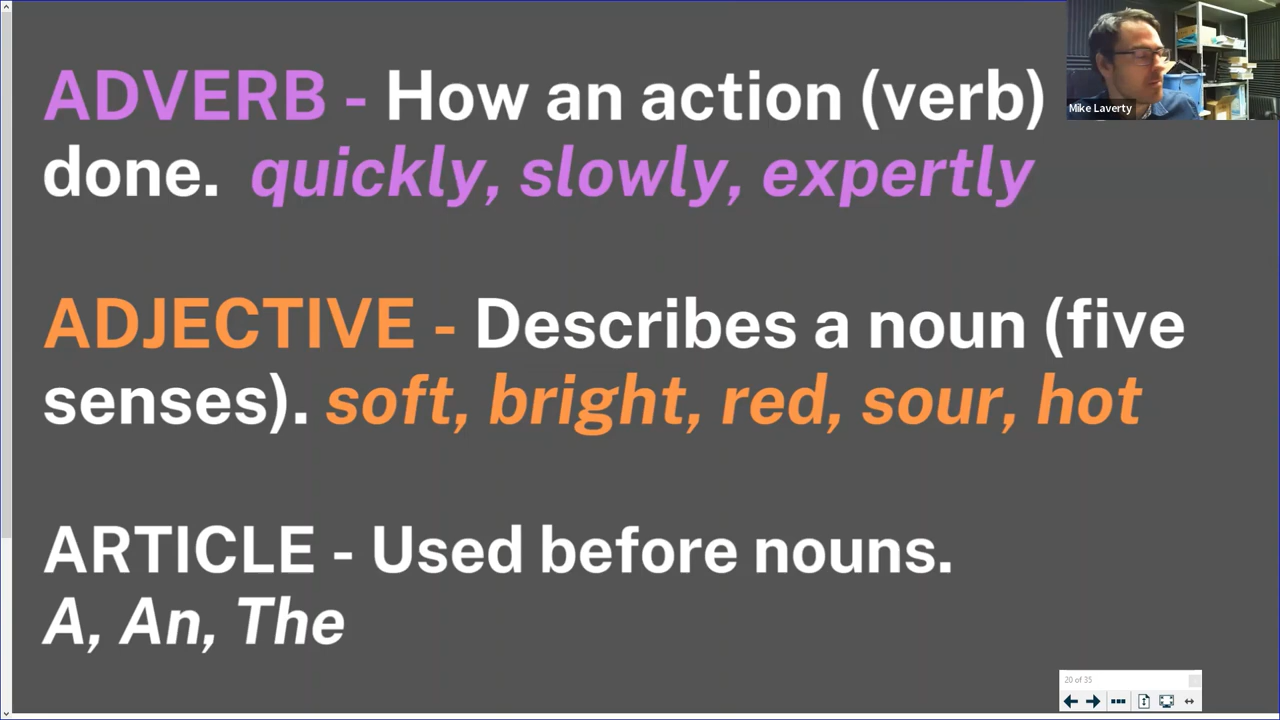 ADVERB - How an action (verb)
done. quickly, slowly, expertly
ADJECTIVE - Describes a noun (five
senses). soft, bright, red, sour, hot
ARTICLE - Used before nouns.
A, An, The
Mike Laverty
20 of 35